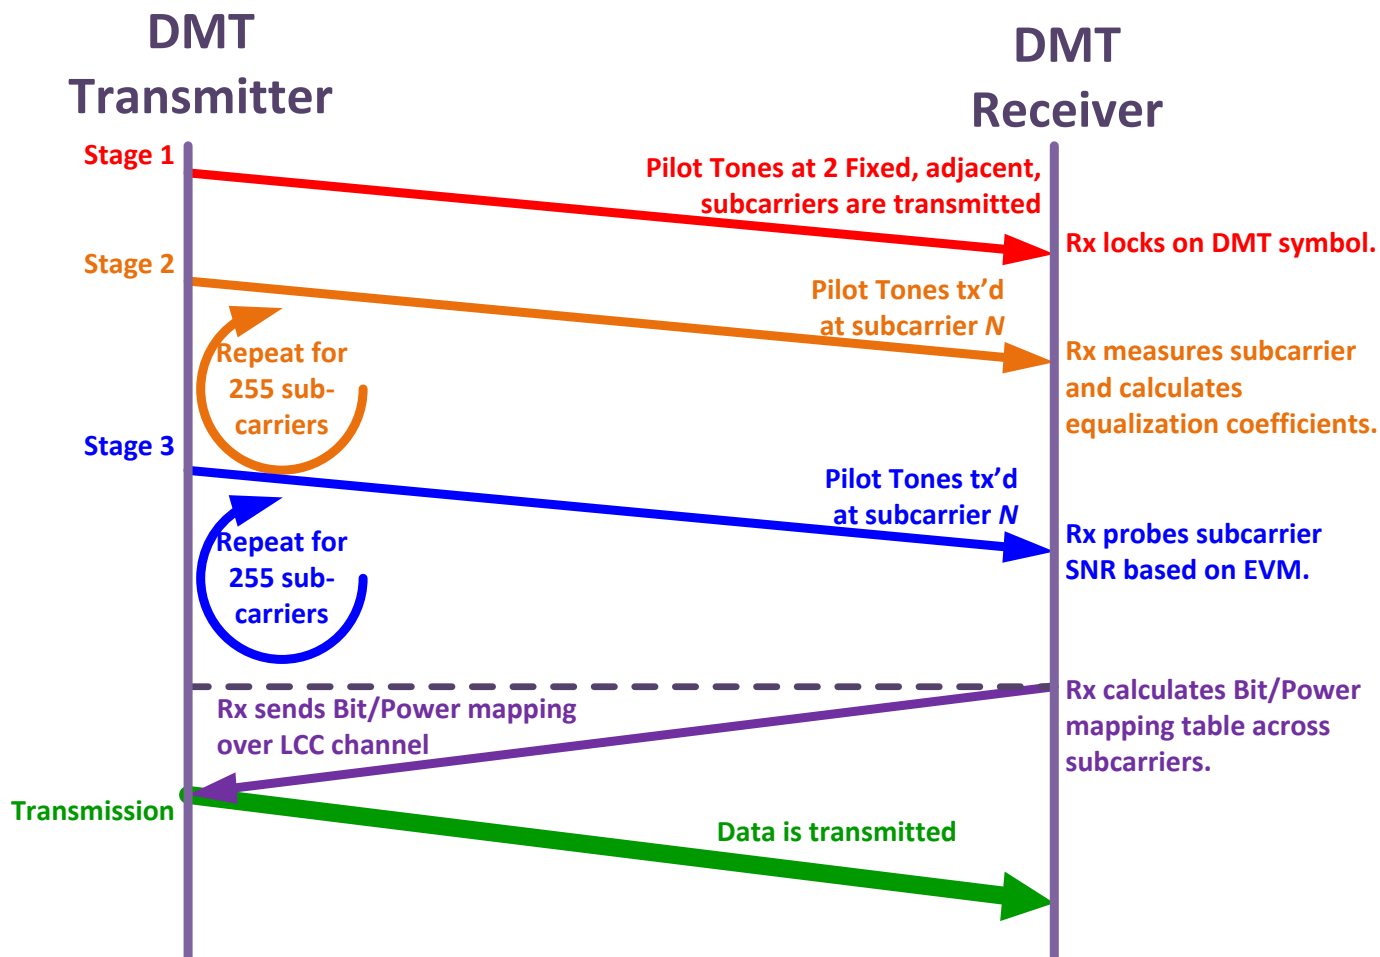 DMT
Transmitter
DMT
Receiver
Stage 1
Pilot Tones at 2 Fixed, adjacent,
subcarriers are transmitted
Rx locks on DMT symbol.
Stage 2
Pilot Tones tx’d
at subcarrier N
Repeat for
255 sub-
carriers
Rx measures subcarrier
and calculates
equalization coefficients.
Stage 3
Pilot Tones tx’d
at subcarrier N
Repeat for
255 sub-
carriers
Rx probes subcarrier
SNR based on EVM.
Rx sends Bit/Power mapping
over LCC channel
Rx calculates Bit/Power
mapping table across
subcarriers.
Transmission
Data is transmitted